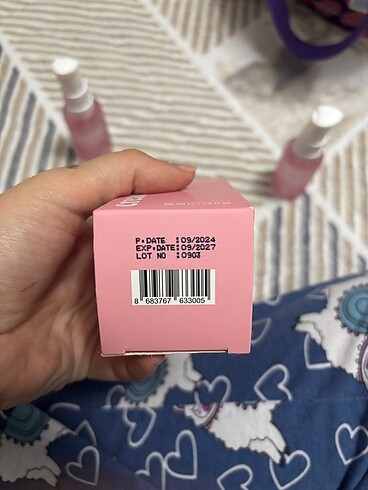 P.DATE :09/2024
EXP.DATE:09/2027
LOT NO :0903
8 683767 633005